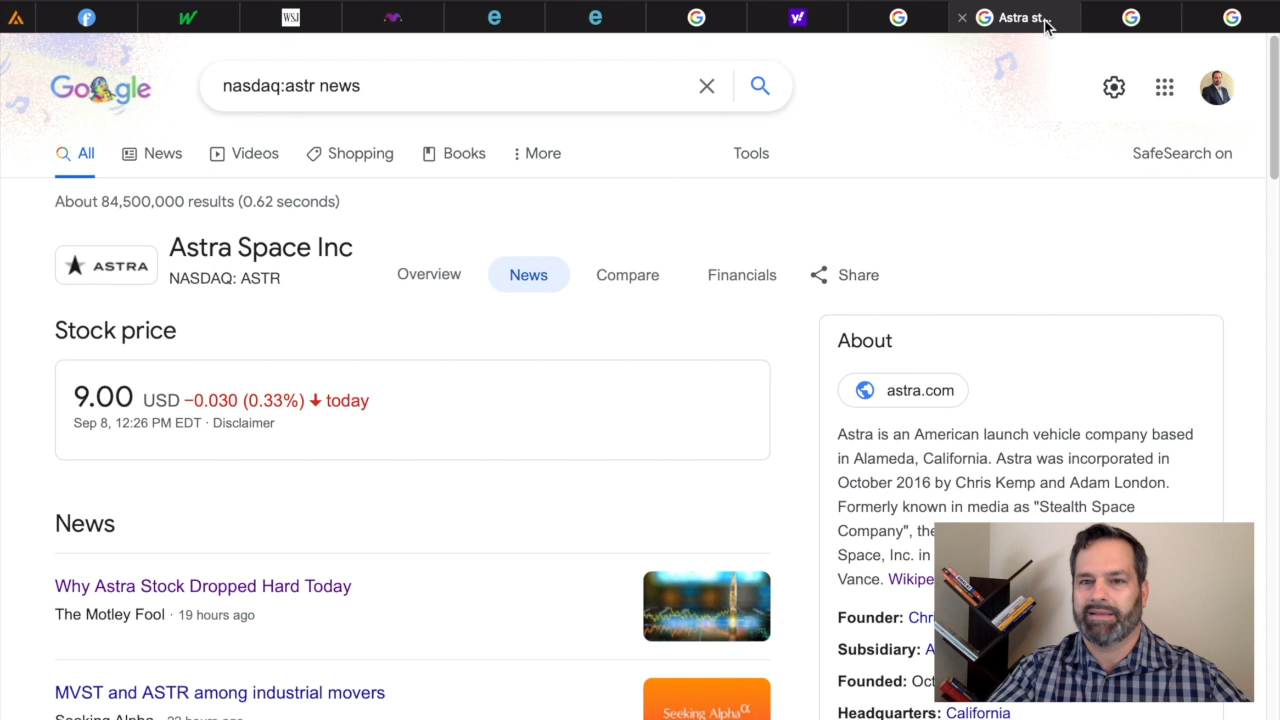 WSJ
y!
Astra st...
Google
nasdaq:astr news
All
News
Videos
Shopping
Books
More
Tools
SafeSearch on
About 84,500,000 results (0.62 seconds)
ASTRA
Astra Space Inc
NASDAQ: ASTR
Overview
News
Compare
Financials
Share
Stock price
9.00 USD −0.030 (0.33%) today
Sep 8, 12:26 PM EDT · Disclaimer
News
Why Astra Stock Dropped Hard Today
The Motley Fool · 19 hours ago
MVST and ASTR among industrial movers
Seeking Alpha
Seeking Alpha α
About
astra.com
Astra is an American launch vehicle company based
in Alameda, California. Astra was incorporated in
October 2016 by Chris Kemp and Adam London.
Formerly known in media as "Stealth Space
Company", the
Space, Inc. in
Vance. Wikipe
Founder: Chr
Subsidiary: A
Founded: Oct
Headquarters: California